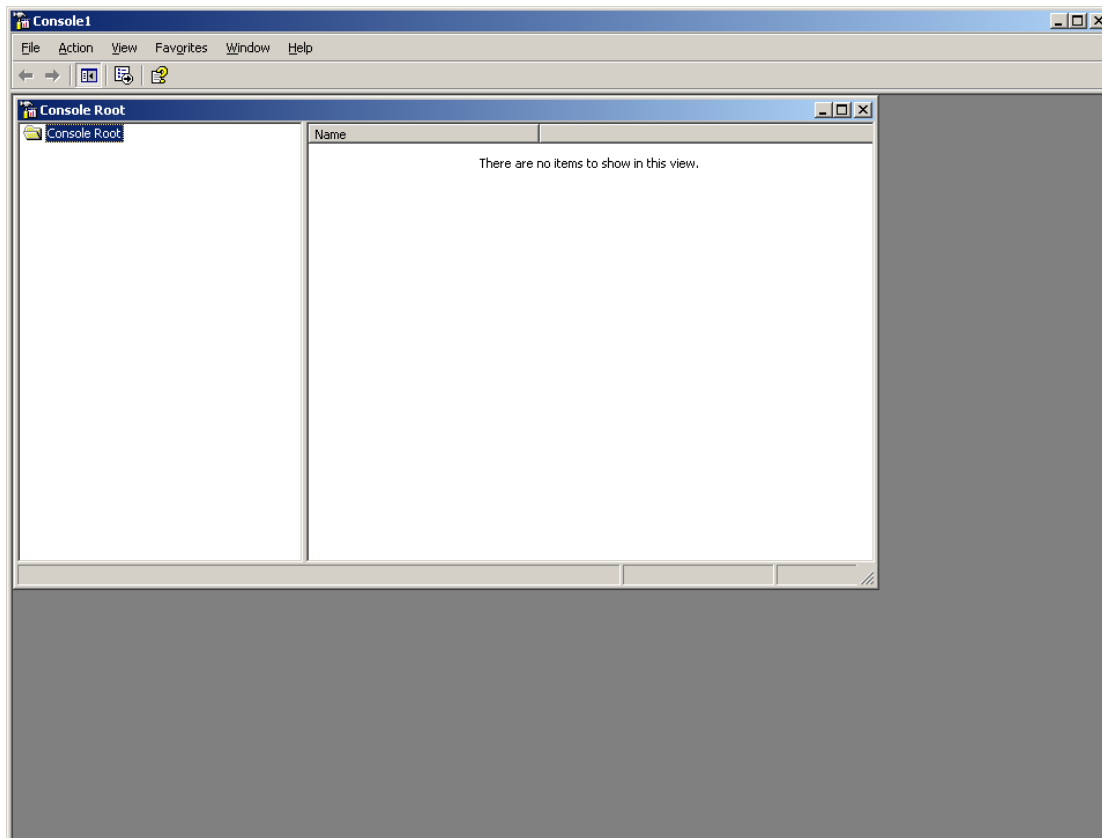 Console1
File Action View Favorites Window Help
Console Root
Console Root Name
There are no items to show in this view.